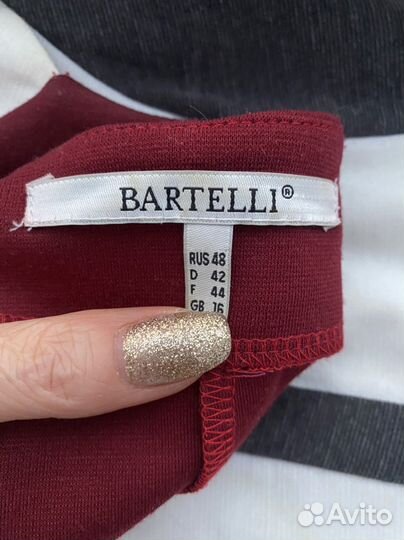 BARTELLI®
RUS 48
D 42
F 44
GB 16
Avito